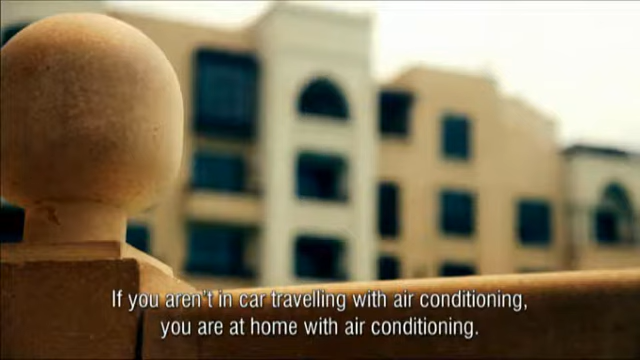 If you aren't in car travelling with air conditioning,
you are at home with air conditioning.